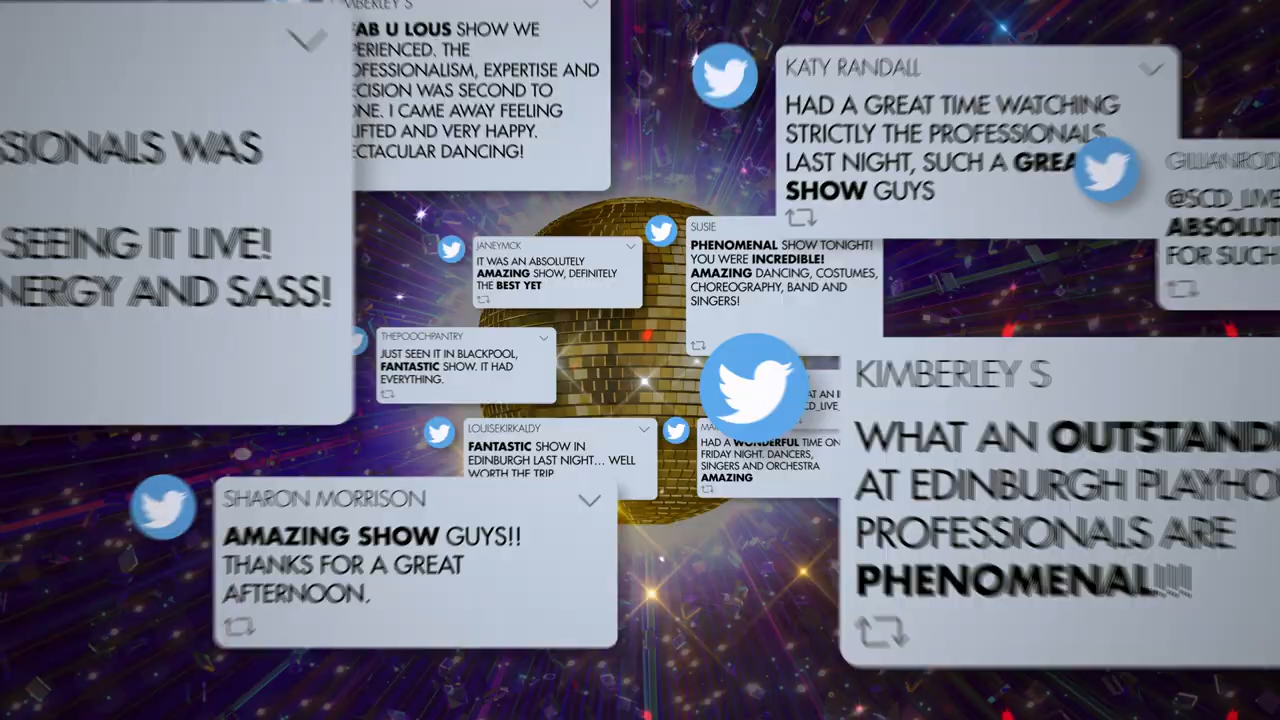 SSIONALS WAS
SEEING IT LIVE!
NERGY AND SASS!
FAB U LOUS SHOW WE
PERIENCED. THE
OFESSIONALISM, EXPERTISE AND
CISION WAS SECOND TO
ONE. I CAME AWAY FEELING
LIFTED AND VERY HAPPY.
ECTACULAR DANCING!
KATY RANDALL
HAD A GREAT TIME WATCHING
STRICTLY THE PROFESSIONALS
LAST NIGHT, SUCH A GREA
SHOW GUYS
GILLIANROD
@SCD_LIVE
ABSOLUT
FOR SUCH
JANEYMCK
IT WAS AN ABSOLUTELY
AMAZING SHOW, DEFINITELY
THE BEST YET
SUSIE
PHENOMENAL SHOW TONIGHT!
YOU WERE INCREDIBLE!
AMAZING DANCING, COSTUMES,
CHOREOGRAPHY, BAND AND
SINGERS!
THEPOOCHPANTRY
JUST SEEN IT IN BLACKPOOL,
FANTASTIC SHOW. IT HAD
EVERYTHING.
LOUISEKIRKALDY
FANTASTIC SHOW IN
EDINBURGH LAST NIGHT... WELL
WORTH THE TRIP
HAD A WONDERFUL TIME ON
FRIDAY NIGHT. DANCERS,
SINGERS AND ORCHESTRA
AMAZING
SHARON MORRISON
AMAZING SHOW GUYS!!
THANKS FOR A GREAT
AFTERNOON.
KIMBERLEY S
WHAT AN OUTSTANDI
AT EDINBURGH PLAYHO
PROFESSIONALS ARE
PHENOMENAL!!!